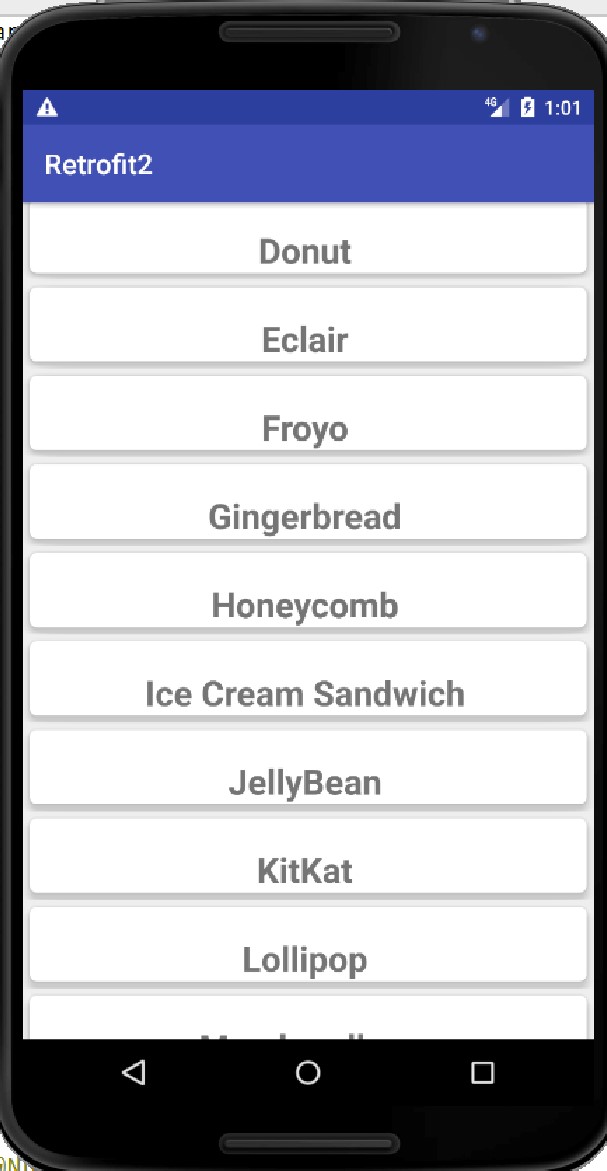 4G 1:01
Retrofit2
Donut
Eclair
Froyo
Gingerbread
Honeycomb
Ice Cream Sandwich
JellyBean
KitKat
Lollipop